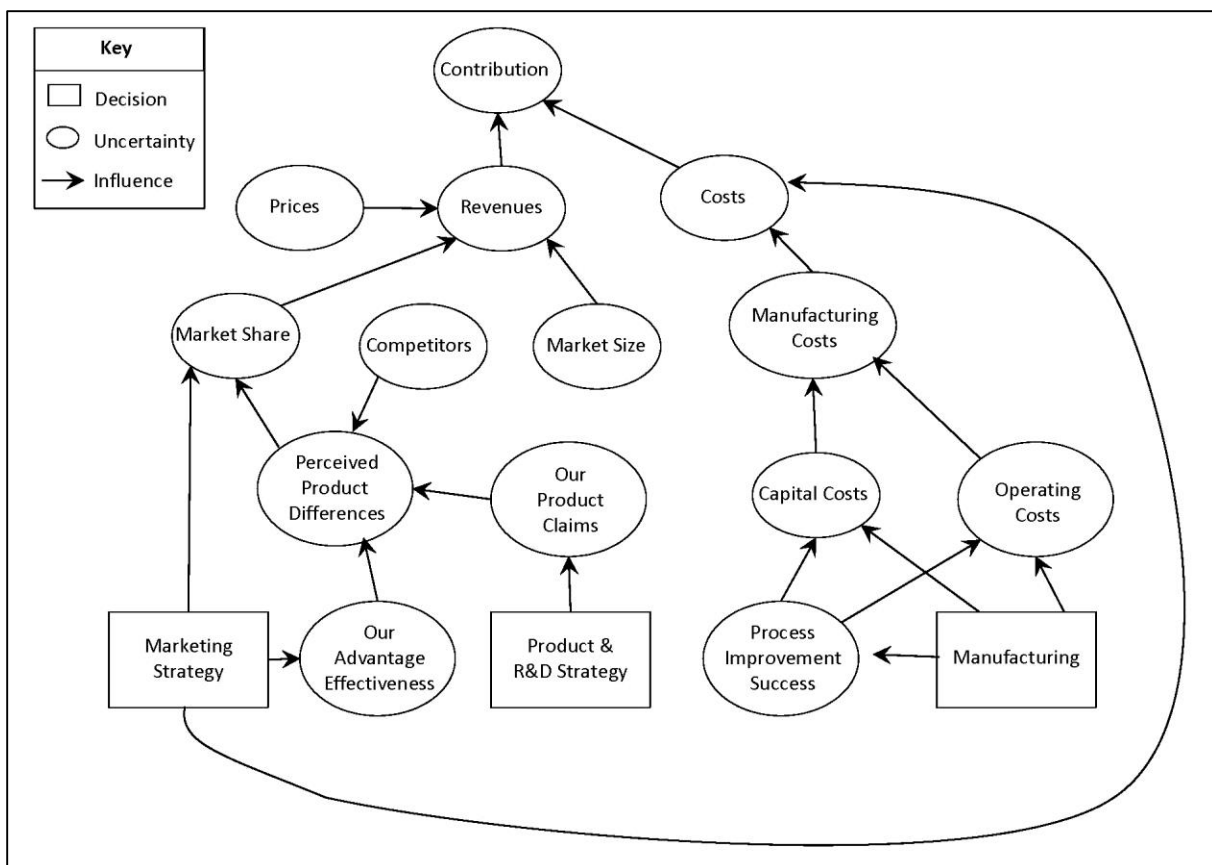 Key
Decision
Uncertainty
Influence
Contribution
Prices
Revenues
Costs
Market Share
Competitors
Market Size
Manufacturing
Costs
Perceived
Product
Differences
Our
Product
Claims
Capital Costs
Operating
Costs
Marketing
Strategy
Our
Advantage
Effectiveness
Product &
R&D Strategy
Process
Improvement
Success
Manufacturing